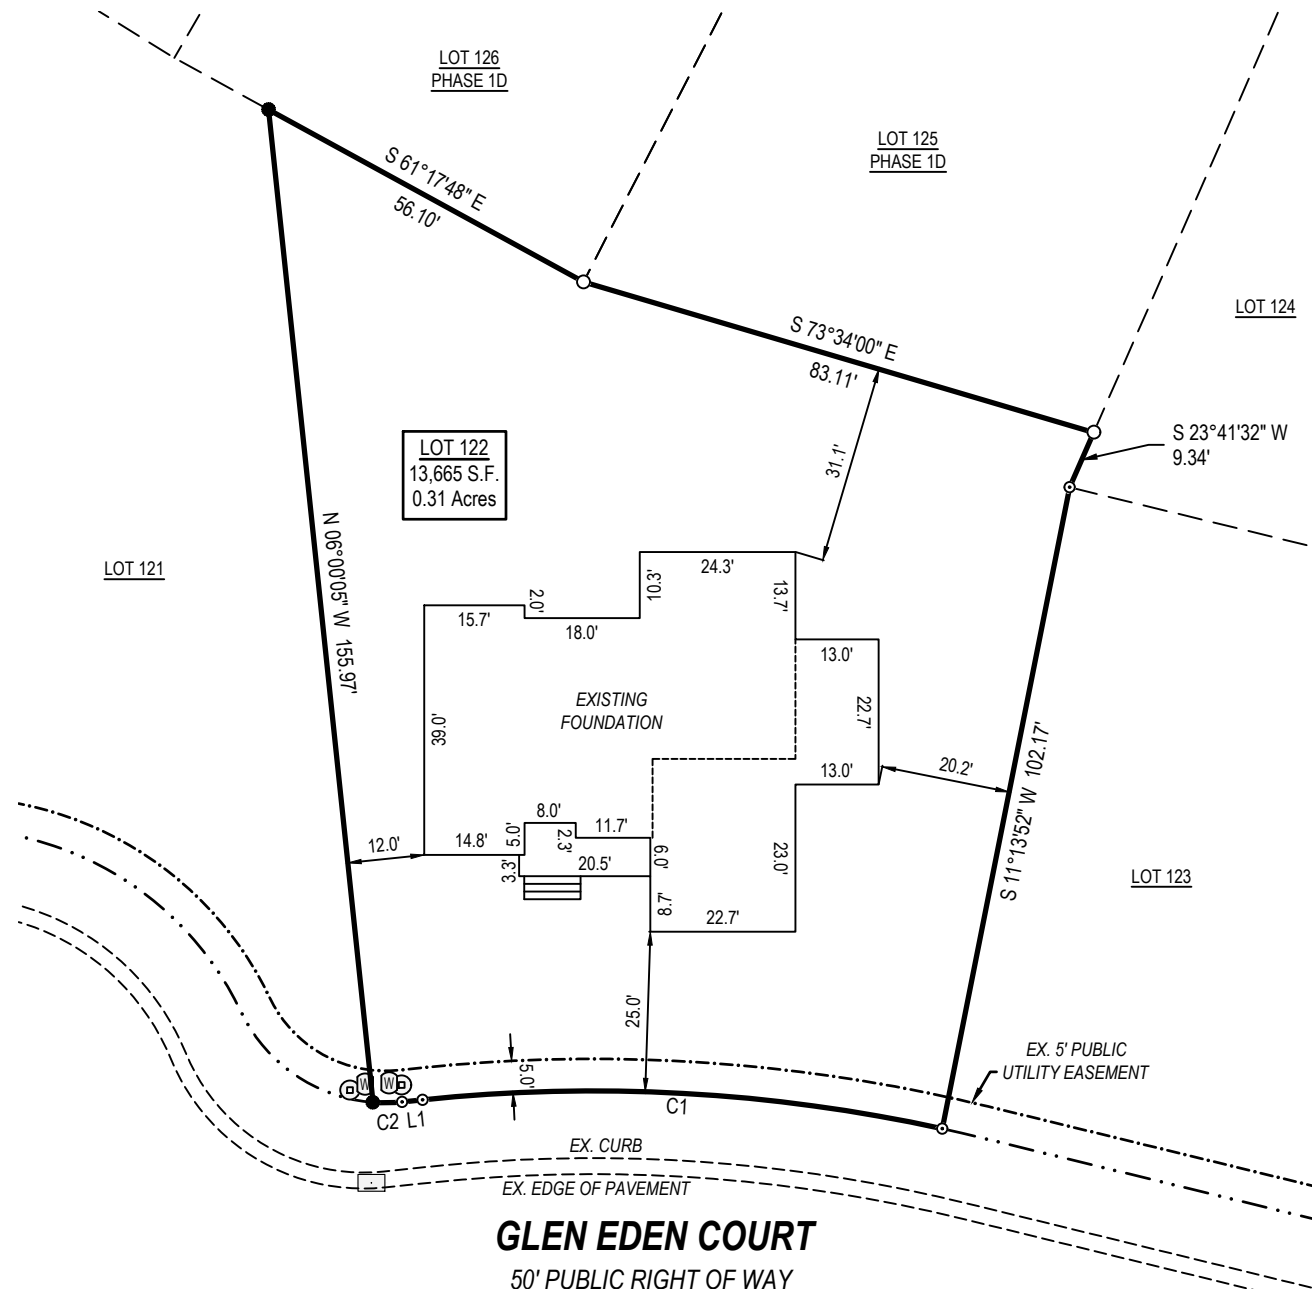 LOT 126
PHASE 1D
LOT 125
PHASE 1D
S 61°17'48" E
56.10'
LOT 124
S 73°34'00" E
83.11'
S 23°41'32" W
9.34'
LOT 122
13,665 S.F.
0.31 Acres
31.1'
N 06°00'05" W 155.97'
LOT 121
24.3'
10.3'
13.7'
2.0'
15.7'
18.0'
13.0'
EXISTING
FOUNDATION
39.0'
22.7'
13.0'
20.2'
S 11°13'52" W 102.17'
8.0'
11.7'
5.0'
2.3'
12.0'
14.8'
3.3'
20.5'
6.0'
23.0'
8.7'
22.7'
LOT 123
25.0'
5.0'
EX. 5' PUBLIC
UTILITY EASEMENT
W
W
C2
L1
C1
EX. CURB
EX. EDGE OF PAVEMENT
GLEN EDEN COURT
50' PUBLIC RIGHT OF WAY